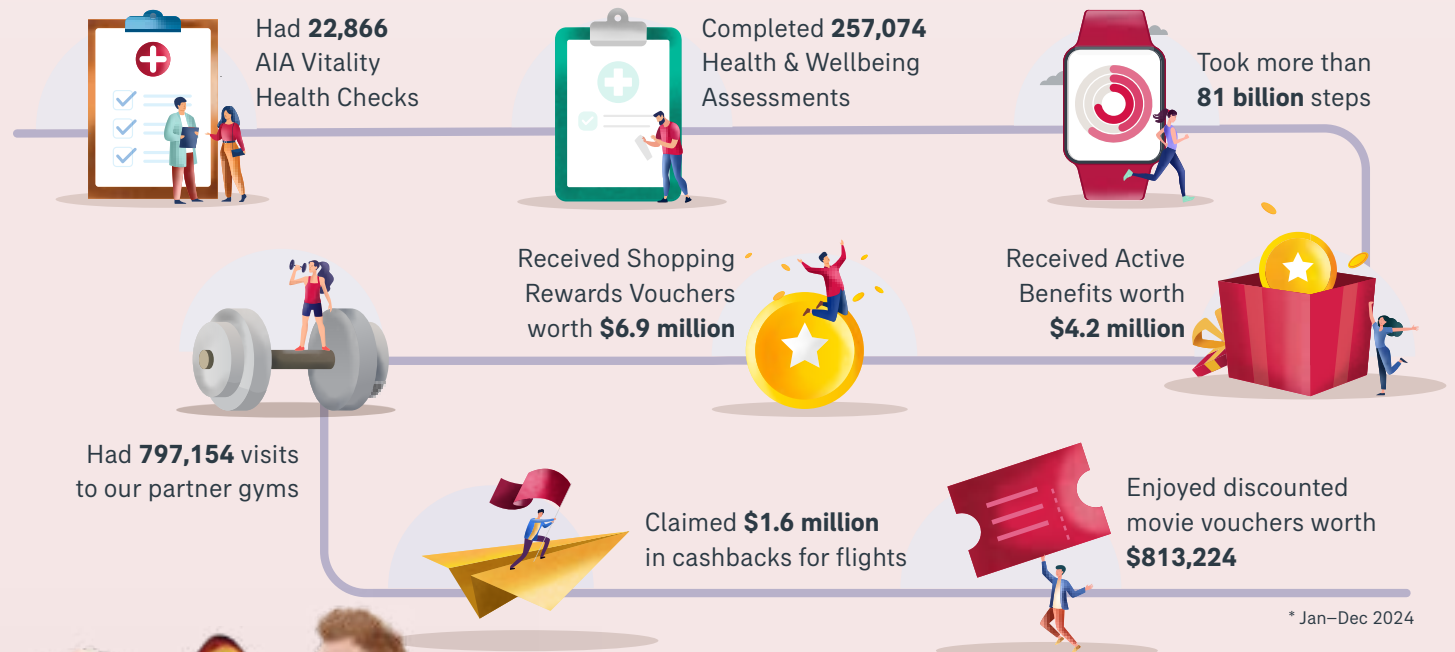 Had 22,866
AIA Vitality
Health Checks
Completed 257,074
Health & Wellbeing
Assessments
Took more than
81 billion steps
Received Active
Benefits worth
$4.2 million
Received Shopping
Rewards Vouchers
worth $6.9 million
Had 797,154 visits
to our partner gyms
Claimed $1.6 million
in cashbacks for flights
Enjoyed discounted
movie vouchers worth
$813,224
* Jan–Dec 2024